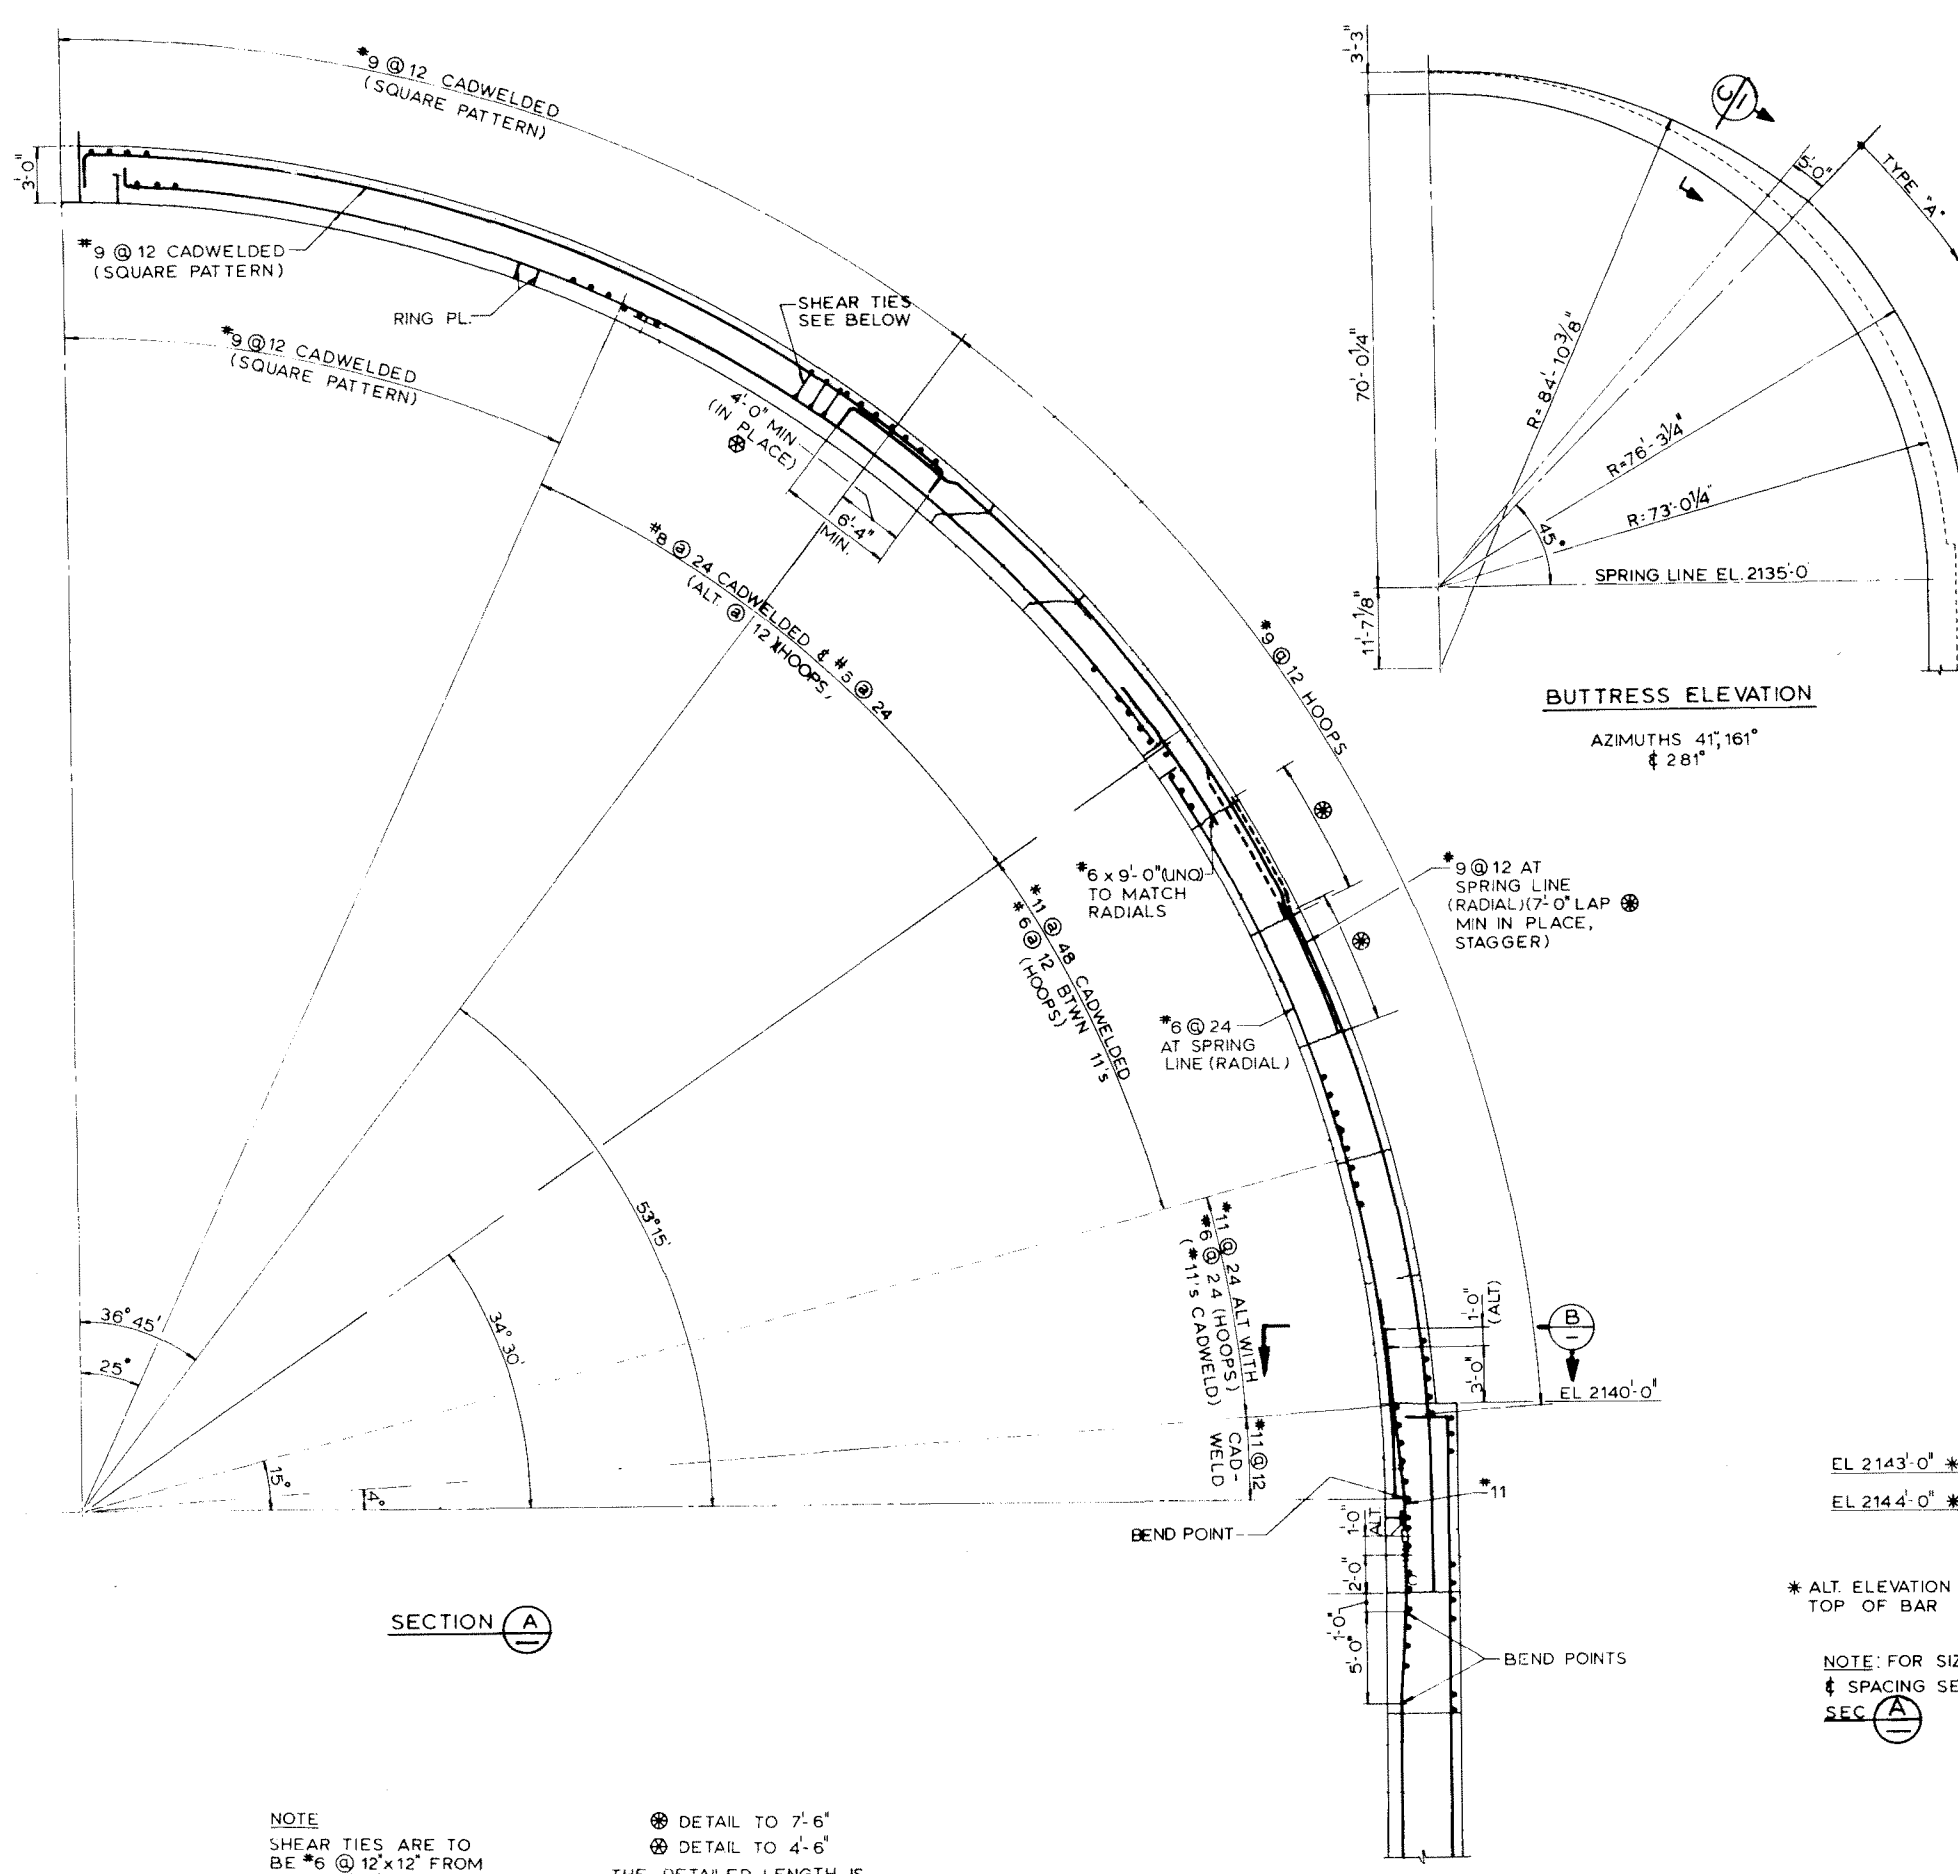 #9 @ 12 CADWELDED
(SQUARE PATTERN)
3'-0"
#9 @ 12 CADWELDED
(SQUARE PATTERN)
RING PL.
#9 @ 12 CADWELDED
(SQUARE PATTERN)
SHEAR TIES
SEE BELOW
4'-0" MIN
(IN PLACE)
6'-4"
MIN.
#8 @ 24 CADWELDED & #5 @ 24
(ALT. @ 12)(HOOPS)
#9 @ 12 HOOPS
#6 x 9'-0" (UNO)
TO MATCH
RADIALS
#9 @ 12 AT
SPRING LINE
(RADIAL)(7'-0" LAP
MIN IN PLACE,
STAGGER)
#11 @ 48 CADWELDED
#6 @ 12 BTWN 11's
(HOOPS)
#6 @ 24
AT SPRING
LINE (RADIAL)
53°15'
34°30'
36°45'
25°
15°
4°
#11 @ 24 ALT WITH
#6 @ 24 (HOOPS)
(#11's CADWELD)
#11 @ 12
CAD-
WELD
1'-0"
(ALT)
3'-0"
B
EL 2140'-0"
#11
BEND POINT
1'-0"
ALT
2'-0"
1'-0"
5'-0"
BEND POINTS
SECTION A
NOTE
SHEAR TIES ARE TO
BE #6 @ 12"x12" FROM
DETAIL TO 7'-6"
DETAIL TO 4'-6"
THE DETAILED LENGTH IS
3'-3"
C
1
5'-0"
TYPE "A"
70'-0 1/4"
R=84'-10 3/8"
R=76'-3 1/4"
R=73'-0 1/4"
45°
SPRING LINE EL. 2135'-0
11'-7 1/8"
BUTTRESS ELEVATION
AZIMUTHS 41°, 161°
& 281°
EL 2143'-0" *
EL 2144'-0" *
* ALT. ELEVATION
TOP OF BAR
NOTE: FOR
& SPACING
SEC A